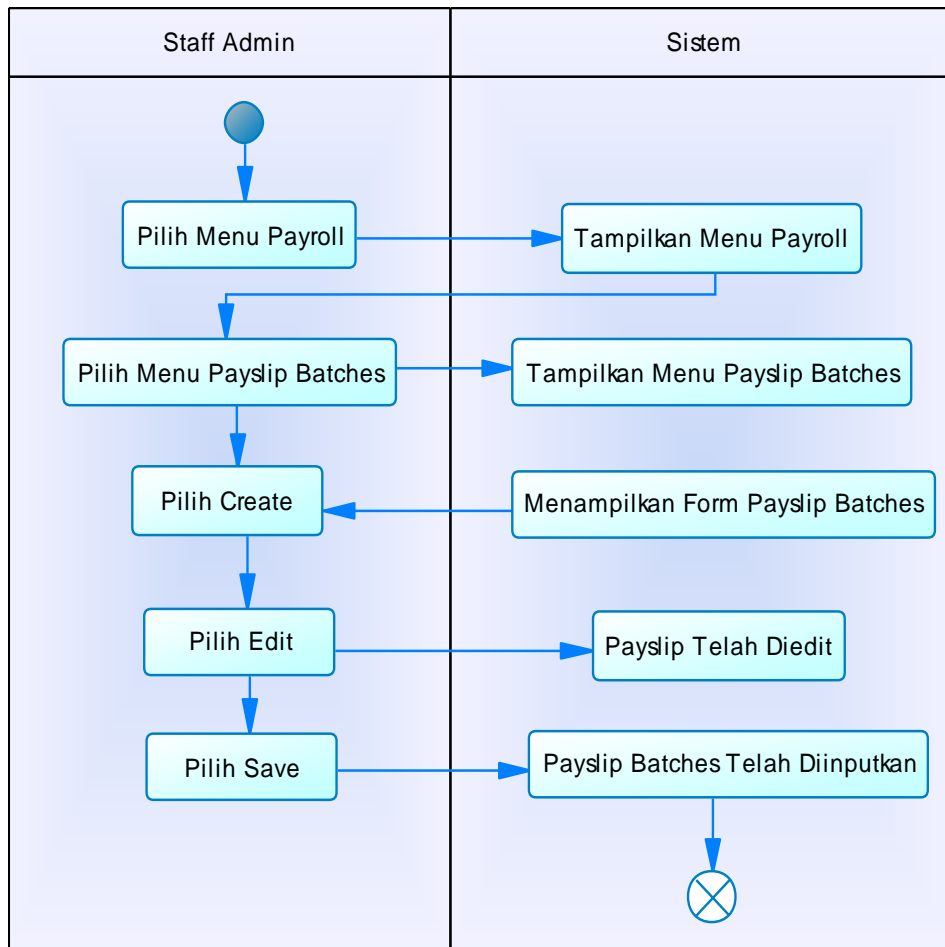 Staff Admin
Sistem
Pilih Menu Payroll
Tampilkan Menu Payroll
Pilih Menu Payslip Batches
Tampilkan Menu Payslip Batches
Pilih Create
Menampilkan Form Payslip Batches
Pilih Edit
Payslip Telah Diedit
Pilih Save
Payslip Batches Telah Diinputkan